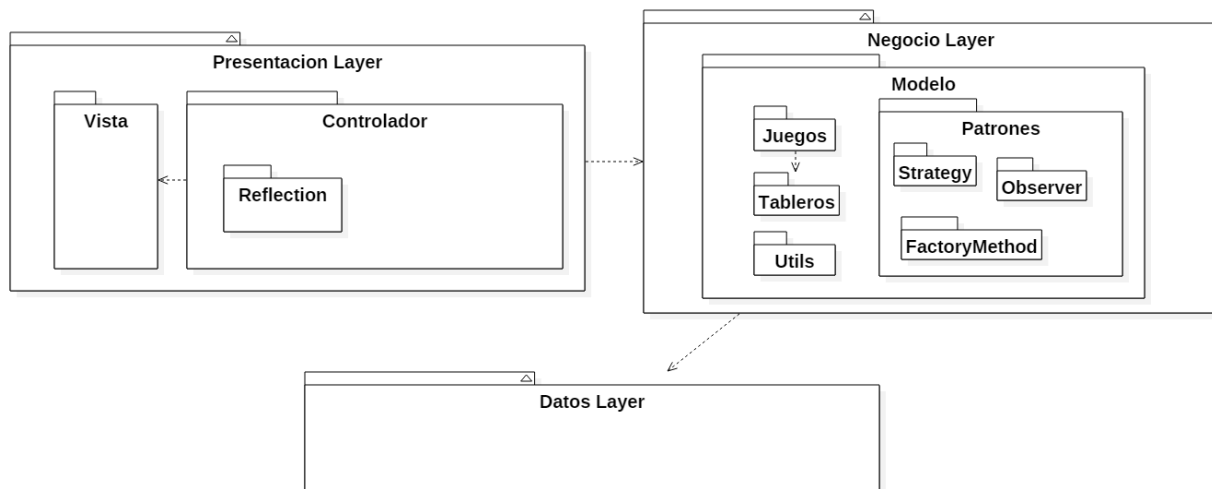 Presentacion Layer
Vista
Controlador
Reflection
Negocio Layer
Modelo
Juegos
Tableros
Utils
Patrones
Strategy
Observer
FactoryMethod
Datos Layer